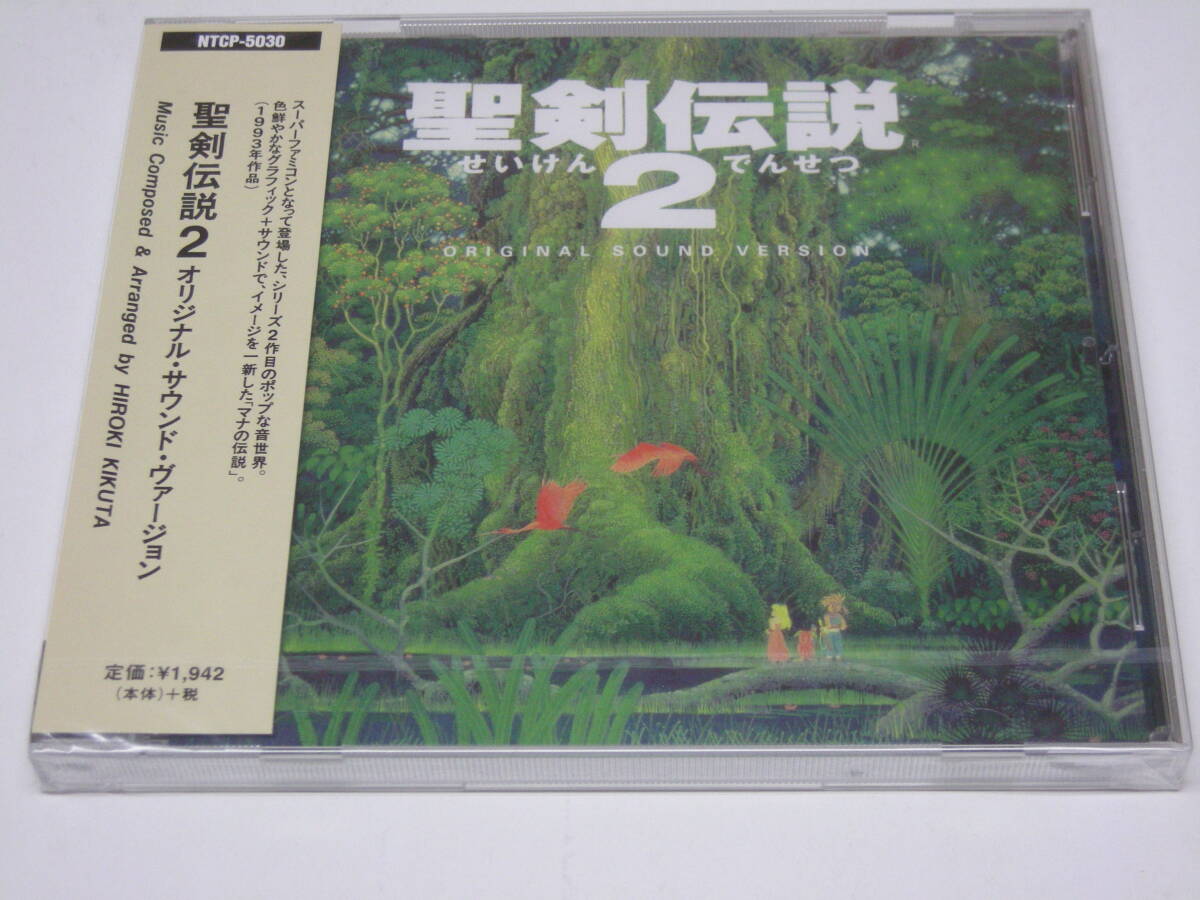 NTCP-5030
スーパーファミコンとなって登場した、シリーズ2作目のポップな音世界。
色鮮やかなグラフィック+サウンドで、イメージを一新した「マナの伝説」。
(1993年作品)
聖剣伝説2 オリジナル・サウンド・ヴァージョン
Music Composed & Arranged by HIROKI KIKUTA
定価:¥1,942
(本体)+税
聖剣伝説®
せいけん2でんせつ
ORIGINAL SOUND VERSION